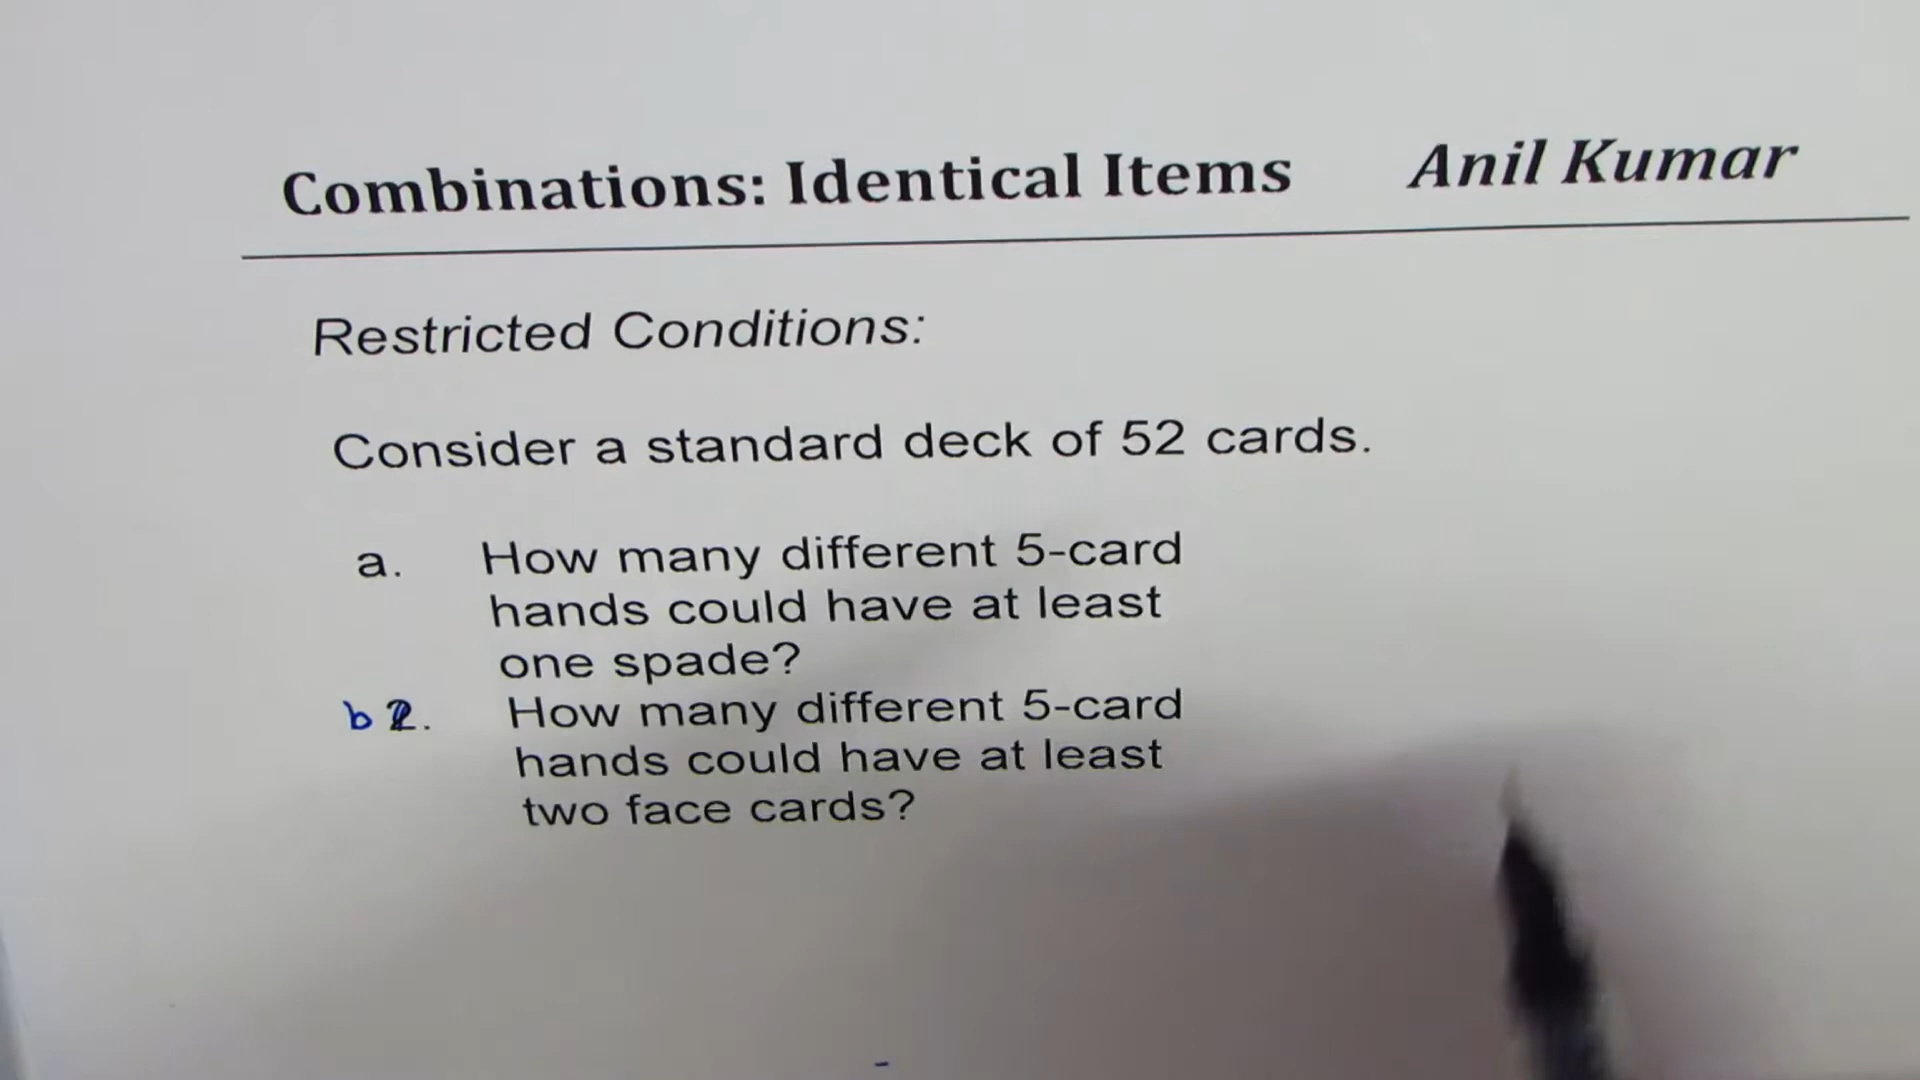 Combinations: Identical Items Anil Kumar
Restricted Conditions:
Consider a standard deck of 52 cards.
a. How many different 5-card
hands could have at least
one spade?
b 2. How many different 5-card
hands could have at least
two face cards?